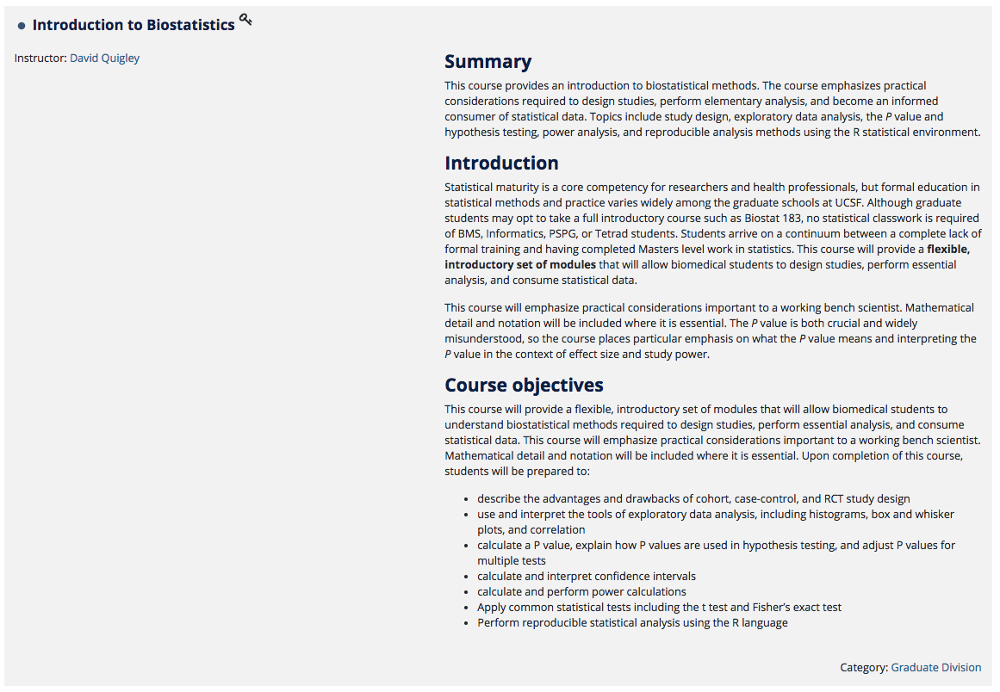 Introduction to Biostatistics
Instructor: David Quigley
Summary
This course provides an introduction to biostatistical methods. The course emphasizes practical
considerations required to design studies, perform elementary analysis, and become an informed
consumer of statistical data. Topics include study design, exploratory data analysis, the P value and
hypothesis testing, power analysis, and reproducible analysis methods using the R statistical environment.
Introduction
Statistical maturity is a core competency for researchers and health professionals, but formal education in
statistical methods and practice varies widely among the graduate schools at UCSF. Although graduate
students may opt to take a full introductory course such as Biostat 183, no statistical classwork is required
of BMS, Informatics, PSPG, or Tetrad students. Students arrive on a continuum between a complete lack of
formal training and having completed Masters level work in statistics. This course will provide a flexible,
introductory set of modules that will allow biomedical students to design studies, perform essential
analysis, and consume statistical data.
This course will emphasize practical considerations important to a working bench scientist. Mathematical
detail and notation will be included where it is essential. The P value is both crucial and widely
misunderstood, so the course places particular emphasis on what the P value means and interpreting the
P value in the context of effect size and study power.
Course objectives
This course will provide a flexible, introductory set of modules that will allow biomedical students to
understand biostatistical methods required to design studies, perform essential analysis, and consume
statistical data. This course will emphasize practical considerations important to a working bench scientist.
Mathematical detail and notation will be included where it is essential. Upon completion of this course,
students will be prepared to:
• describe the advantages and drawbacks of cohort, case-control, and RCT study design
• use and interpret the tools of exploratory data analysis, including histograms, box and whisker
plots, and correlation
• calculate a P value, explain how P values are used in hypothesis testing, and adjust P values for
multiple tests
• calculate and interpret confidence intervals
• calculate and perform power calculations
• Apply common statistical tests including the t test and Fisher's exact test
• Perform reproducible statistical analysis using the R language
Category: Graduate Division